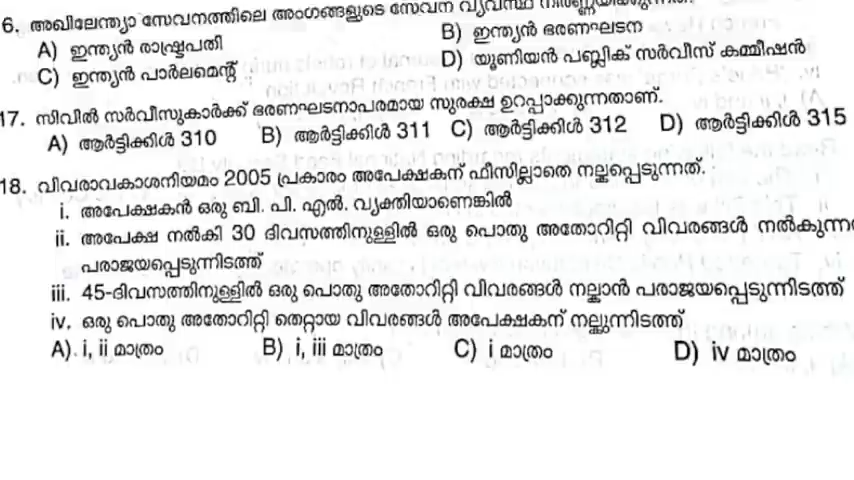 6. അഖിലേന്ത്യാ സേവനത്തിലെ അംഗങ്ങളുടെ സേവന വ്യവസ്ഥ
A) ഇന്ത്യൻ രാഷ്ട്രപതി B) ഇന്ത്യൻ ഭരണഘടന
C) ഇന്ത്യൻ പാർലമെന്റ് D) യൂണിയൻ പബ്ലിക് സർവീസ് കമ്മീഷൻ
17. സിവിൽ സർവീസുകാർക്ക് ഭരണഘടനാപരമായ സുരക്ഷ ഉറപ്പാക്കുന്നതാണ്.
A) ആർട്ടിക്കിൾ 310 B) ആർട്ടിക്കിൾ 311 C) ആർട്ടിക്കിൾ 312 D) ആർട്ടിക്കിൾ 315
18. വിവരാവകാശനിയമം 2005 പ്രകാരം അപേക്ഷകന് ഫീസില്ലാതെ നല്കപ്പെടുന്നത്.
i. അപേക്ഷകൻ ഒരു ബി. പി. എൽ. വ്യക്തിയാണെങ്കിൽ
ii. അപേക്ഷ നൽകി 30 ദിവസത്തിനുള്ളിൽ ഒരു പൊതു അതോറിറ്റി വിവരങ്ങൾ
പരാജയപ്പെടുന്നിടത്ത്
iii. 45-ദിവസത്തിനുള്ളിൽ ഒരു പൊതു അതോറിറ്റി വിവരങ്ങൾ നല്കാൻ പരാജയപ്പെടുന്നിടത്ത്
iv. ഒരു പൊതു അതോറിറ്റി തെറ്റായ വിവരങ്ങൾ അപേക്ഷകന് നല്കുന്നിടത്ത്
A). i, ii മാത്രം B) i, iii മാത്രം C) i മാത്രം D) iv മാത്രം